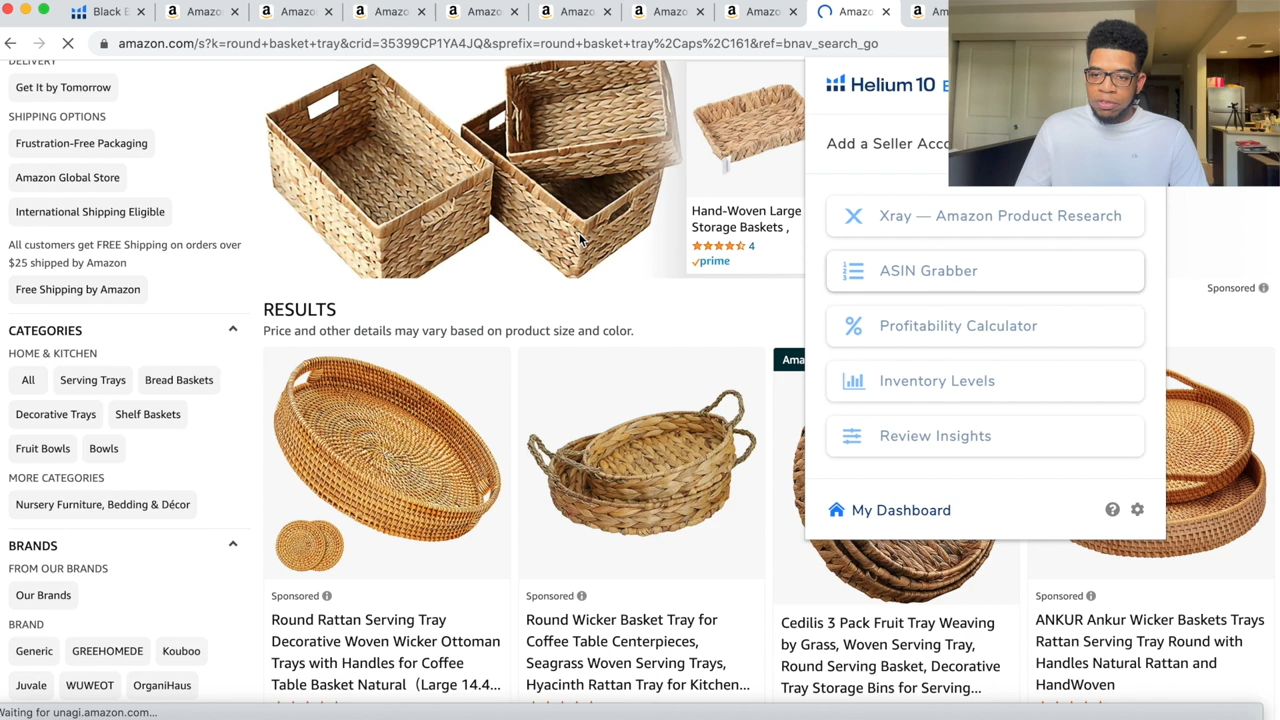 Black E
Amazo
Amazo
Amazo
Amazo
Amazo
Amazo
Amazo
Amazo
Am
amazon.com/s?k=round+basket+tray&crid=35399CP1YA4JQ&sprefix=round+basket+tray%2Caps%2C161&ref=bnav_search_go
DELIVERY
Get It by Tomorrow
SHIPPING OPTIONS
Frustration-Free Packaging
Amazon Global Store
International Shipping Eligible
All customers get FREE Shipping on orders over
$25 shipped by Amazon
Free Shipping by Amazon
CATEGORIES
HOME & KITCHEN
All
Serving Trays
Bread Baskets
Decorative Trays
Shelf Baskets
Fruit Bowls
Bowls
MORE CATEGORIES
Nursery Furniture, Bedding & Décor
BRANDS
FROM OUR BRANDS
Our Brands
BRAND
Generic
GREEHOMEDE
Kouboo
Juvale
WUWEOT
OrganiHaus
Waiting for unagi.amazon.com...
Hand-Woven Large
Storage Baskets ,
4
prime
Sponsored
RESULTS
Price and other details may vary based on product size and color.
Sponsored
Round Rattan Serving Tray
Decorative Woven Wicker Ottoman
Trays with Handles for Coffee
Table Basket Natural（Large 14.4...
Sponsored
Round Wicker Basket Tray for
Coffee Table Centerpieces,
Seagrass Woven Serving Trays,
Hyacinth Rattan Tray for Kitchen...
Ama
Cedilis 3 Pack Fruit Tray Weaving
by Grass, Woven Serving Tray,
Round Serving Basket, Decorative
Tray Storage Bins for Serving...
Sponsored
ANKUR Ankur Wicker Baskets Trays
Rattan Serving Tray Round with
Handles Natural Rattan and
HandWoven
Helium 10
Add a Seller Acco
Xray — Amazon Product Research
ASIN Grabber
Profitability Calculator
Inventory Levels
Review Insights
My Dashboard